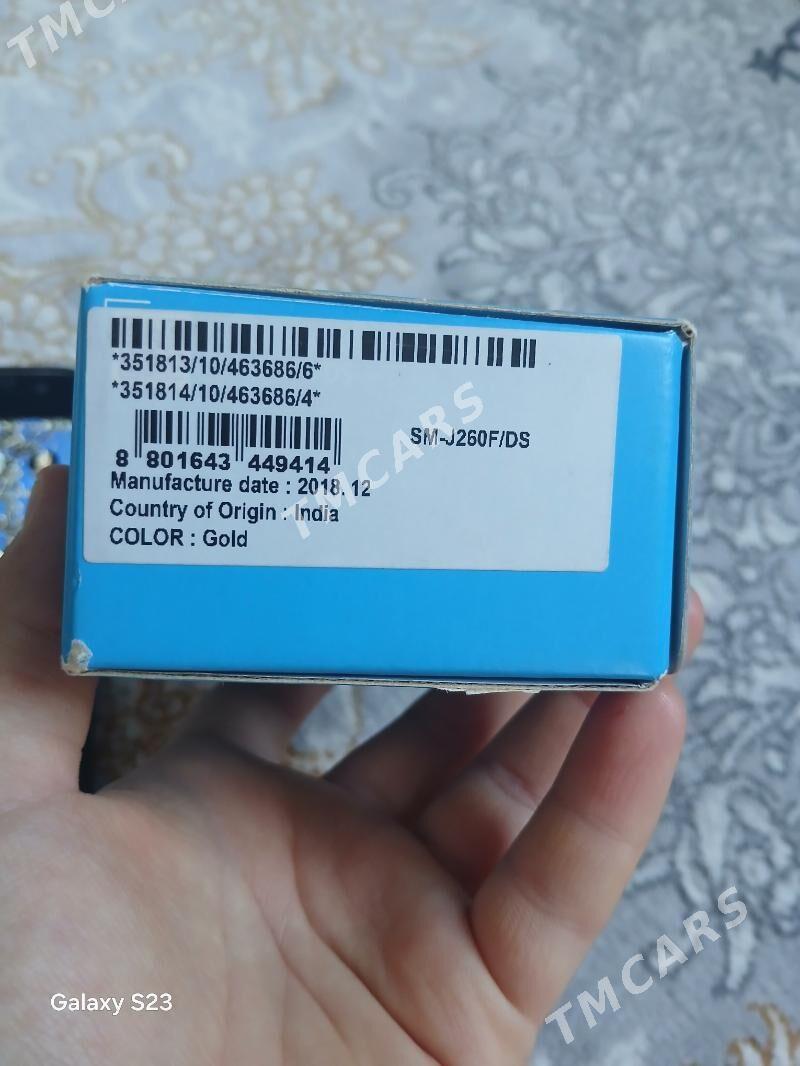 TMCARS
*351813/10/463686/6*
*351814/10/463686/4*
SM-J260F/DS
8 801643 449414
Manufacture date : 2018. 12
Country of Origin : India
COLOR : Gold
TMCARS
TMCARS
Galaxy S23